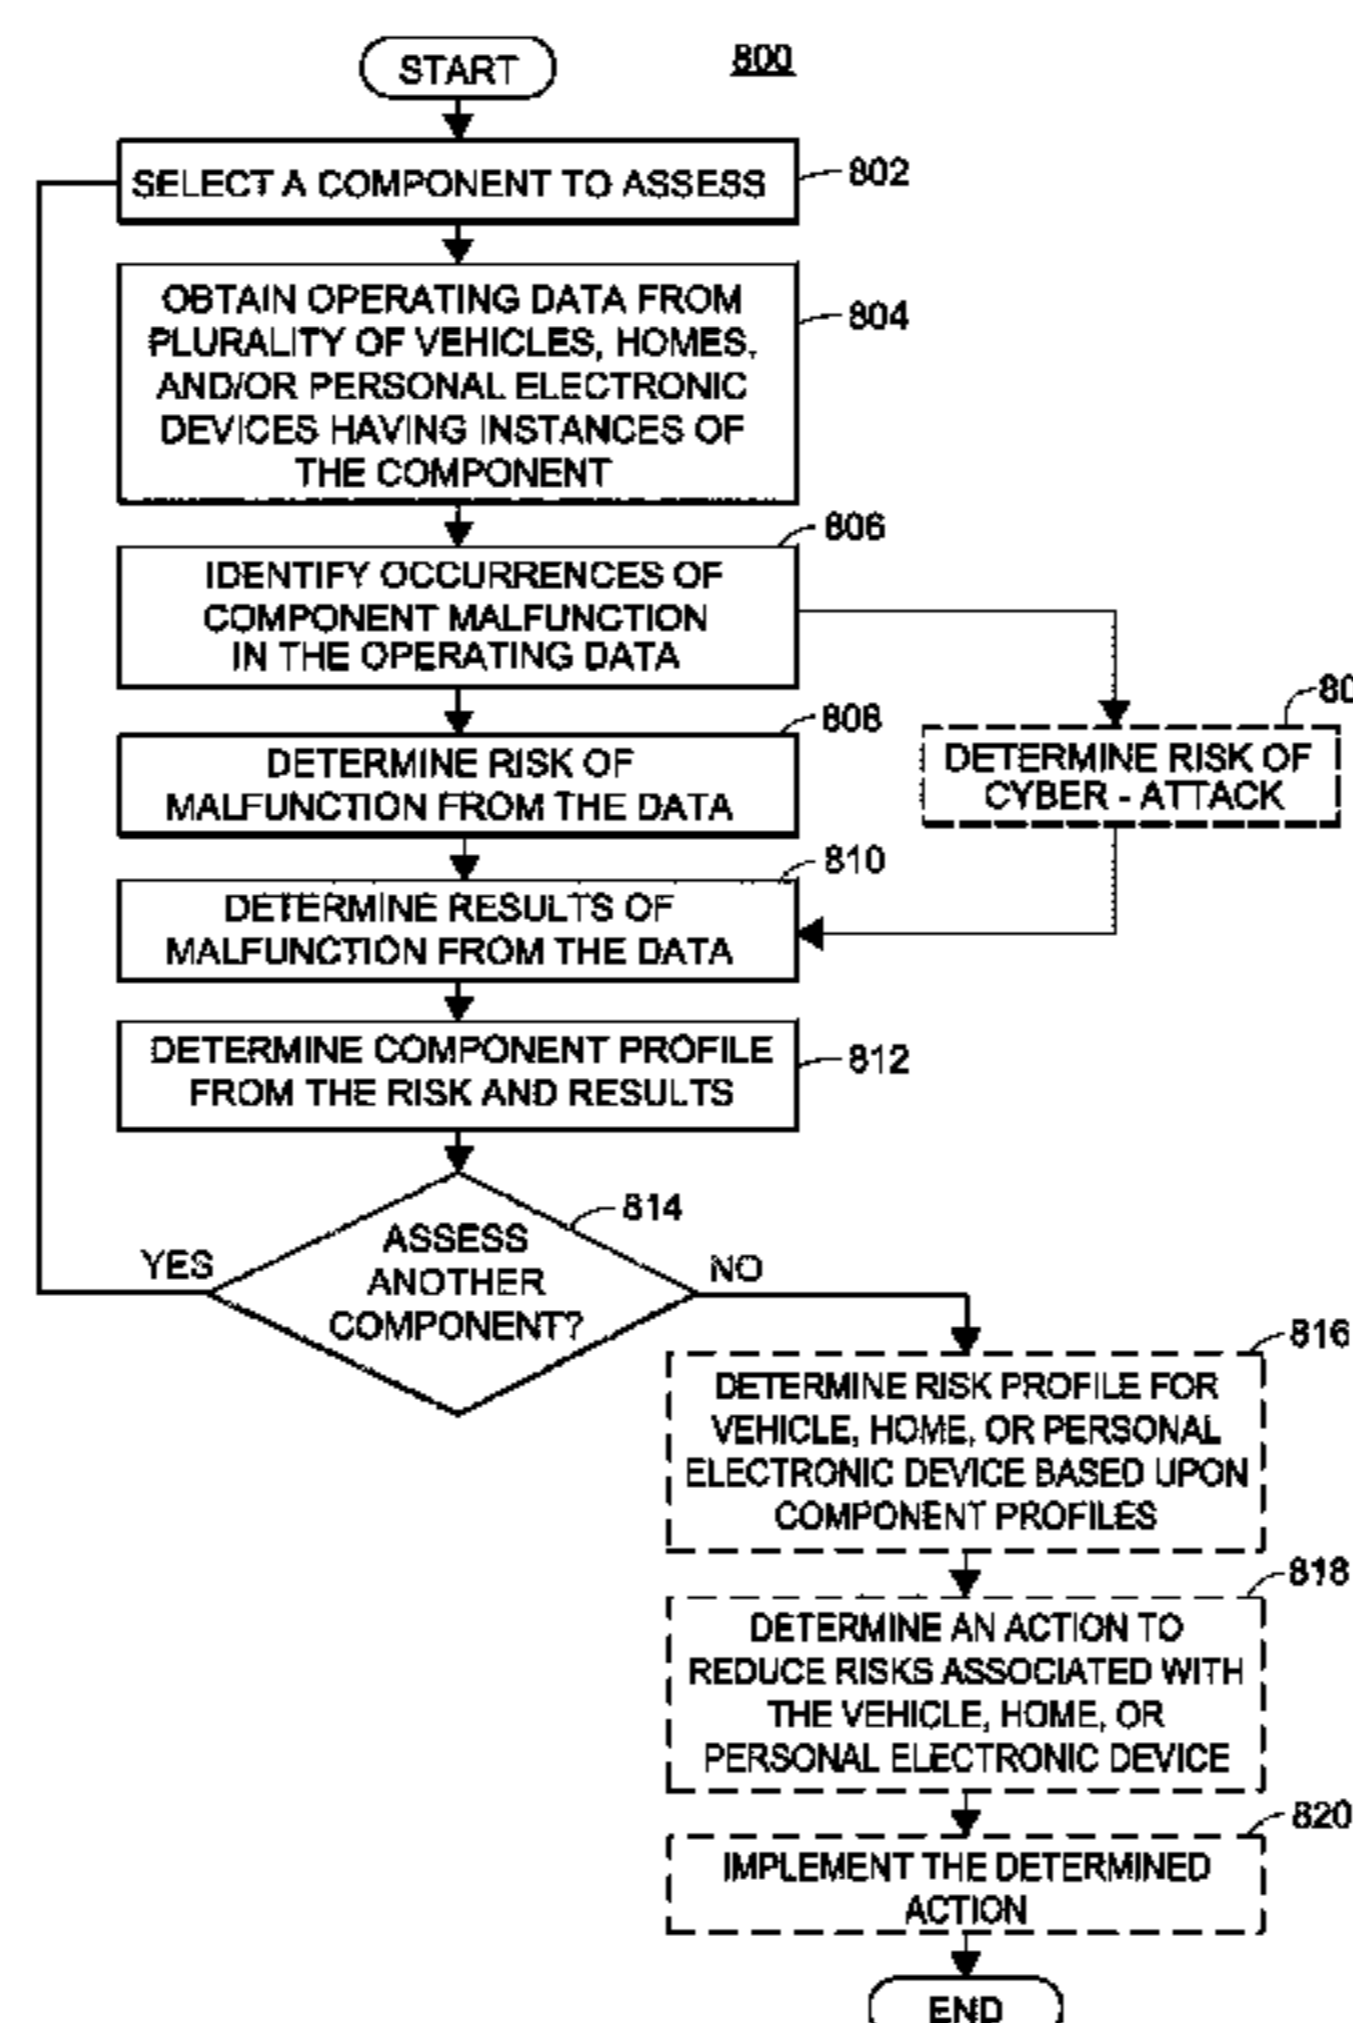 START
800
SELECT A COMPONENT TO ASSESS
802
OBTAIN OPERATING DATA FROM
PLURALITY OF VEHICLES, HOMES,
AND/OR PERSONAL ELECTRONIC
DEVICES HAVING INSTANCES OF
THE COMPONENT
804
806
IDENTIFY OCCURRENCES OF
COMPONENT MALFUNCTION
IN THE OPERATING DATA
808
DETERMINE RISK OF
MALFUNCTION FROM THE DATA
DETERMINE RISK OF
CYBER - ATTACK
810
DETERMINE RESULTS OF
MALFUNCTION FROM THE DATA
DETERMINE COMPONENT PROFILE
FROM THE RISK AND RESULTS
812
814
ASSESS
ANOTHER
COMPONENT?
YES
NO
816
DETERMINE RISK PROFILE FOR
VEHICLE, HOME, OR PERSONAL
ELECTRONIC DEVICE BASED UPON
COMPONENT PROFILES
818
DETERMINE AN ACTION TO
REDUCE RISKS ASSOCIATED WITH
THE VEHICLE, HOME, OR
PERSONAL ELECTRONIC DEVICE
820
IMPLEMENT THE DETERMINED
ACTION
END